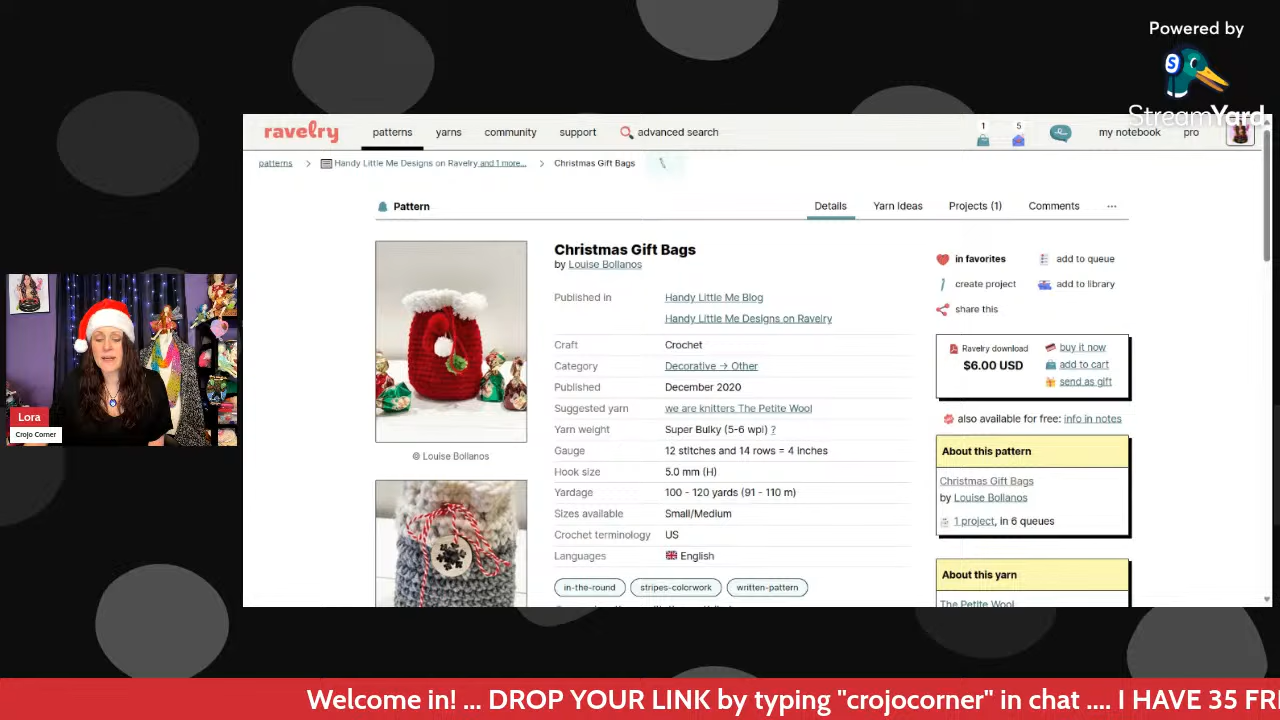 Powered by
StreamYard
ravelry
patterns
yarns
community
support
advanced search
1
5
my notebook
pro
patterns
Handy Little Me Designs on Ravelry and 1 more...
Christmas Gift Bags
Pattern
Details
Yarn Ideas
Projects (1)
Comments
...
Christmas Gift Bags
by Louise Bollanos
Published in Handy Little Me Blog
Handy Little Me Designs on Ravelry
Craft Crochet
Category Decorative → Other
Published December 2020
Suggested yarn we are knitters The Petite Wool
Yarn weight Super Bulky (5-6 wpi) ?
Gauge 12 stitches and 14 rows = 4 inches
Hook size 5.0 mm (H)
Yardage 100 - 120 yards (91 - 110 m)
Sizes available Small/Medium
Crochet terminology US
Languages English
in-the-round
stripes-colorwork
written-pattern
© Louise Bollanos
in favorites
add to queue
create project
add to library
share this
Ravelry download
$6.00 USD
buy it now
add to cart
send as gift
also available for free: info in notes
About this pattern
Christmas Gift Bags
by Louise Bollanos
1 project, in 6 queues
About this yarn
The Petite Wool
Lora
Crojo Corner
Welcome in! ... DROP YOUR LINK by typing "crojocorner" in chat .... I HAVE 35